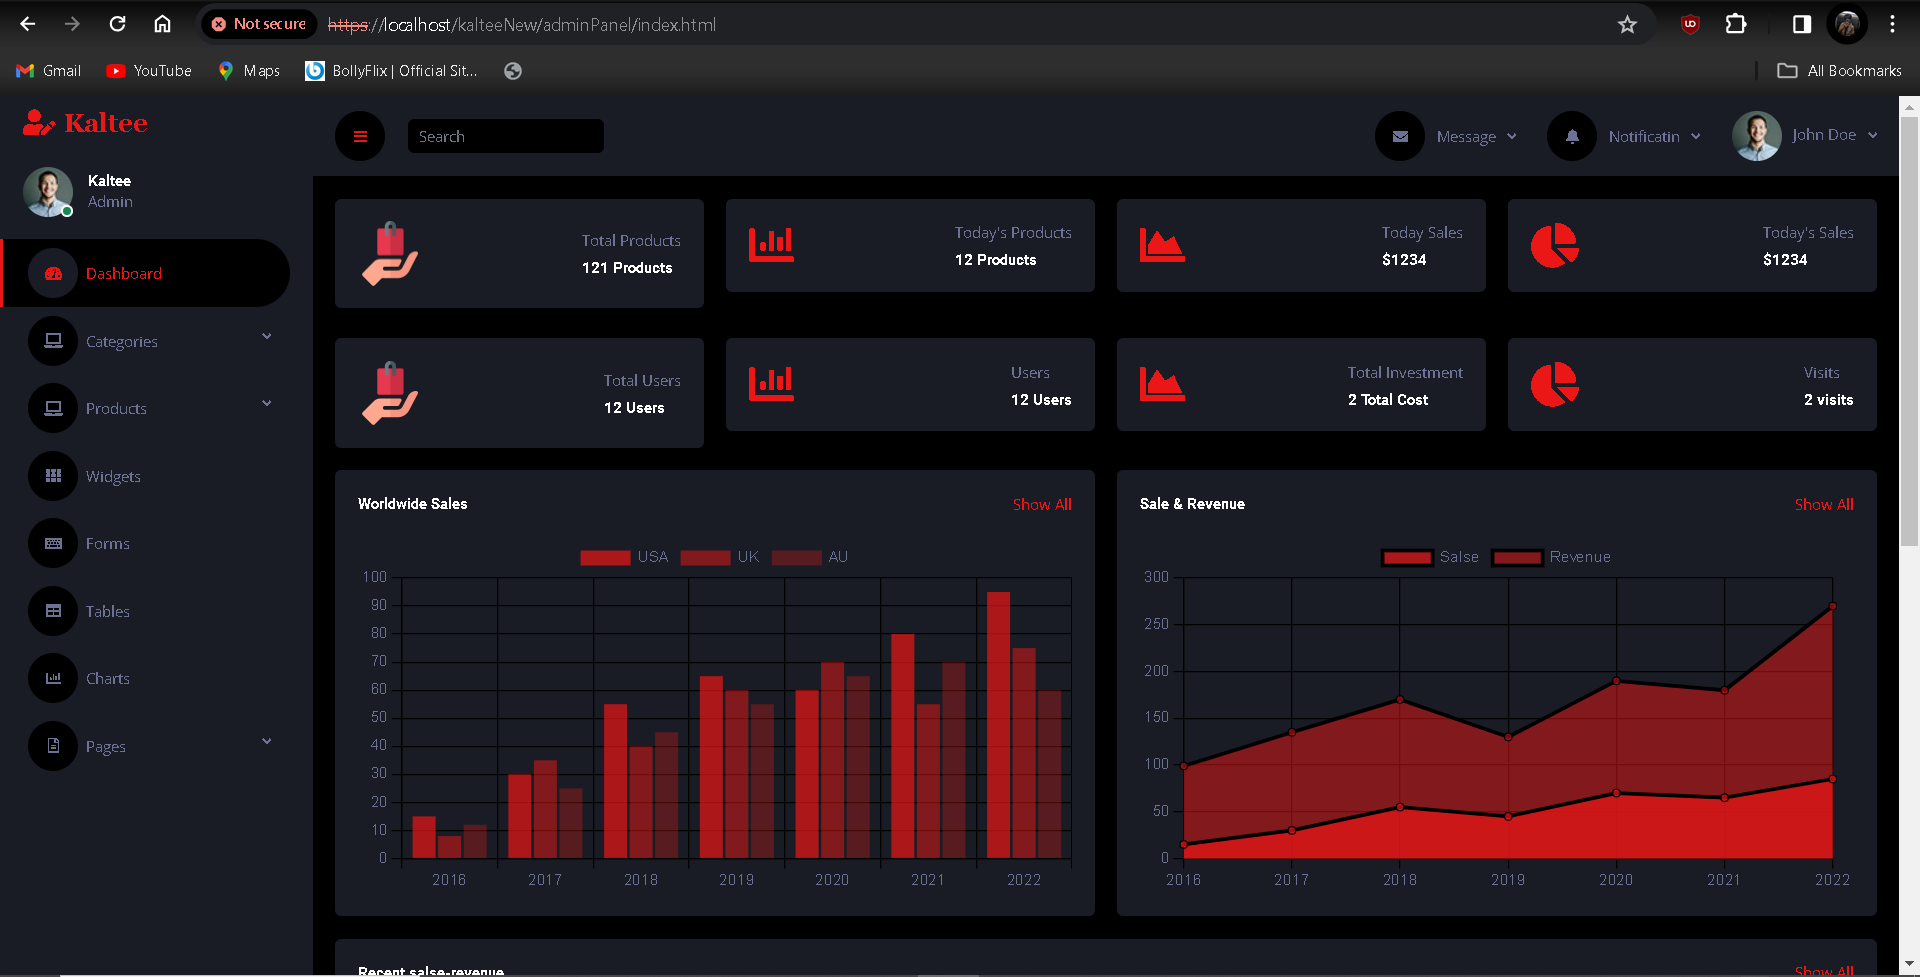 Not secure https://localhost/kalteeNew/adminPanel/index.html
Gmail YouTube Maps BollyFlix | Official Sit... All Bookmarks
Kaltee
Search
Message
Notificatin
John Doe
Kaltee
Admin
Dashboard
Categories
Products
Widgets
Forms
Tables
Charts
Pages
Total Products
121 Products
Today's Products
12 Products
Today Sales
$1234
Today's Sales
$1234
Total Users
12 Users
Users
12 Users
Total Investment
2 Total Cost
Visits
2 visits
Worldwide Sales
Show All
USA UK AU
100
90
80
70
60
50
40
30
20
10
0
2016 2017 2018 2019 2020 2021 2022
Sale & Revenue
Show All
Salse Revenue
300
250
200
150
100
50
0
2016 2017 2018 2019 2020 2021 2022
Recent salse-revenue
Show All